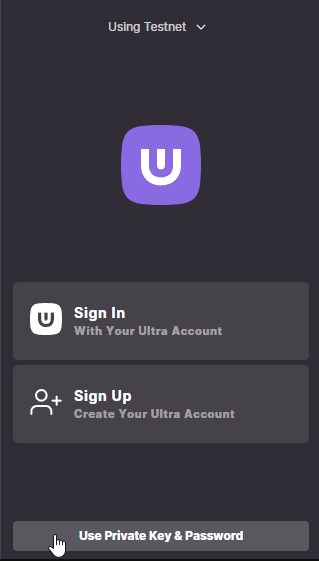 Using Testnet
Sign In
With Your Ultra Account
Sign Up
Create Your Ultra Account
Use Private Key & Password